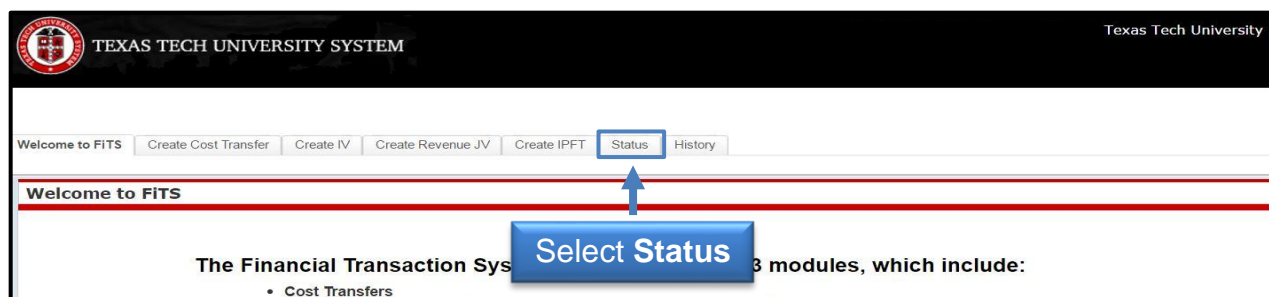 TEXAS TECH UNIVERSITY SYSTEM
Texas Tech University
Welcome to FiTS Create Cost Transfer Create IV Create Revenue JV Create IPFT Status History
Welcome to FiTS
Select Status
The Financial Transaction Sys 3 modules, which include:
• Cost Transfers